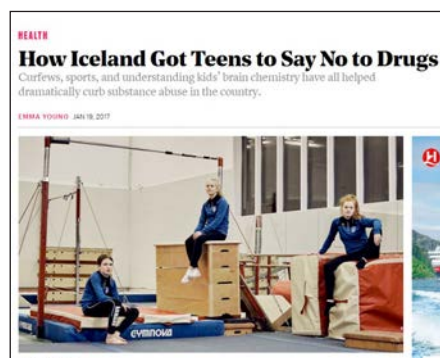 HEALTH
How Iceland Got Teens to Say No to Drugs
Curfews, sports, and understanding kids' brain chemistry have all helped
dramatically curb substance abuse in the country.
EMMA YOUNG JAN 19, 2017
GYMNOVA